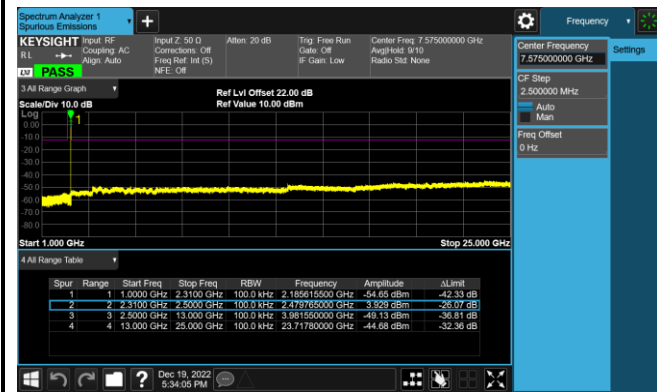 Spectrum Analyzer 1
Spurious Emissions
Frequency
KEYSIGHT
Input: RF
Coupling: AC
Align: Auto
Input Z: 50 Ω
Corrections: Off
Freq Ref: Int (S)
NFE: Off
Atten: 20 dB
Trig: Free Run
Gate: Off
IF Gain: Low
Center Freq: 7.575000000 GHz
Avg|Hold: 9/10
Radio Std: None
RL
LXI
PASS
Center Frequency
7.575000000 GHz
Settings
CF Step
2.500000 MHz
Auto
Man
Freq Offset
0 Hz
3 All Range Graph
Scale/Div 10.0 dB
Ref Lvl Offset 22.00 dB
Ref Value 10.00 dBm
Log
1
0.00
-10.0
-20.0
-30.0
-40.0
-50.0
-60.0
-70.0
-80.0
Start 1.000 GHz
Stop 25.000 GHz
4 All Range Table
Spur Range Start Freq Stop Freq RBW Frequency Amplitude ΔLimit
1 1 1.0000 GHz 2.3100 GHz 100.0 kHz 2.185615500 GHz -54.65 dBm -42.33 dB
2 2 2.3100 GHz 2.5000 GHz 100.0 kHz 2.479765000 GHz 3.929 dBm -26.07 dB
3 3 2.5000 GHz 13.000 GHz 100.0 kHz 3.981550000 GHz -49.13 dBm -36.81 dB
4 4 13.000 GHz 25.000 GHz 100.0 kHz 23.71780000 GHz -44.68 dBm -32.36 dB
?
Dec 19, 2022
5:34:05 PM